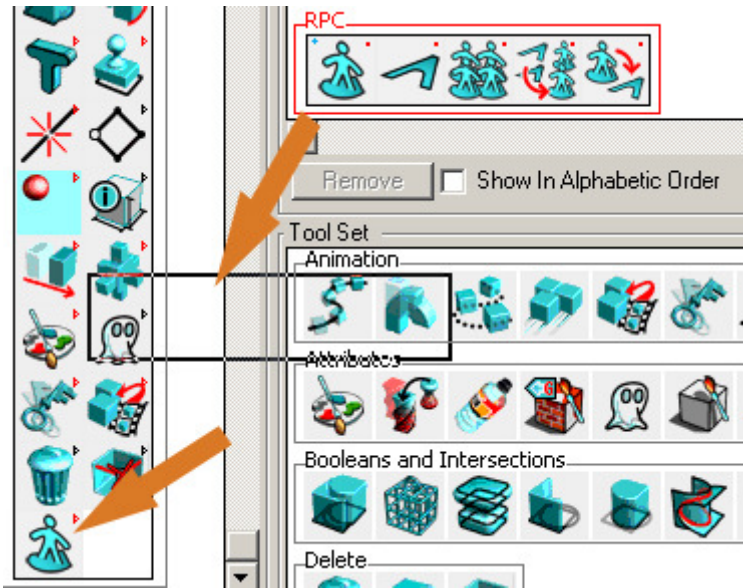 RPC
Remove
Show In Alphabetic Order
Tool Set
Animation
Attributes
G
Booleans and Intersections
Delete